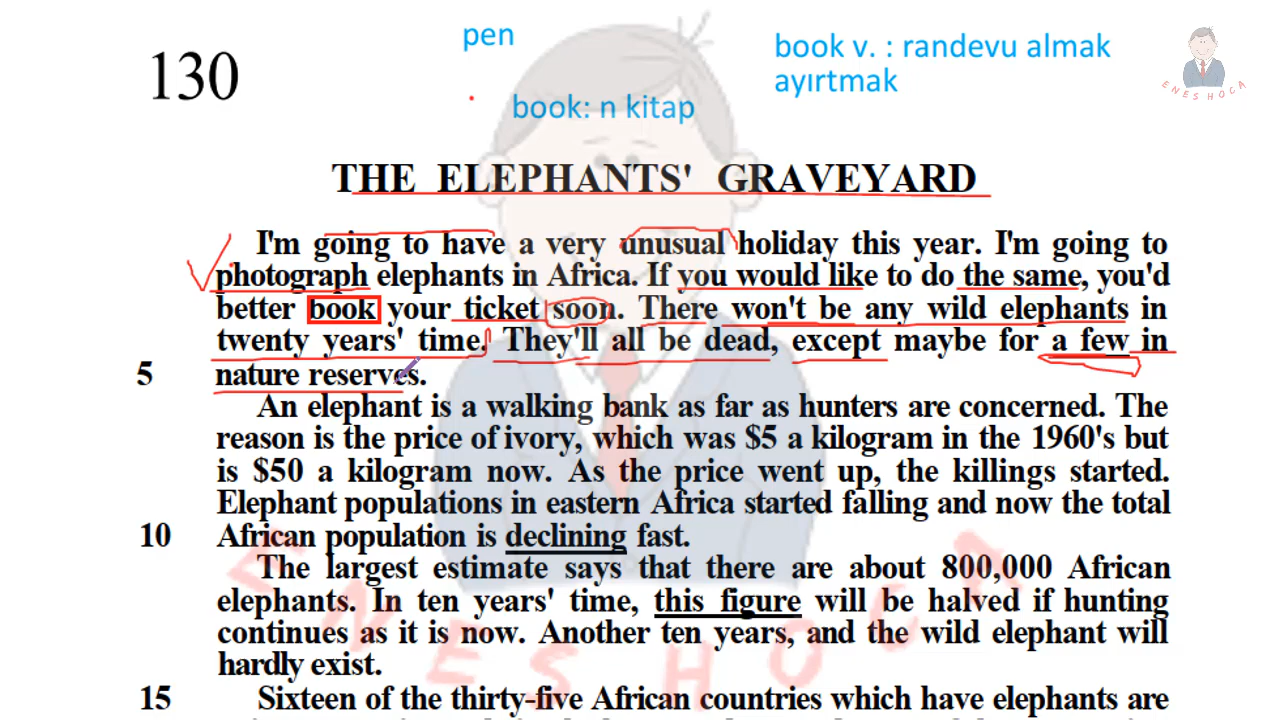 pen
book v. : randevu almak
ayırtmak
130
book: n kitap
ENES HOCA
THE ELEPHANTS' GRAVEYARD
I'm going to have a very unusual holiday this year. I'm going to
photograph elephants in Africa. If you would like to do the same, you'd
better book your ticket soon. There won't be any wild elephants in
twenty years' time. They'll all be dead, except maybe for a few in
5 nature reserves.
An elephant is a walking bank as far as hunters are concerned. The
reason is the price of ivory, which was $5 a kilogram in the 1960's but
is $50 a kilogram now. As the price went up, the killings started.
Elephant populations in eastern Africa started falling and now the total
10 African population is declining fast.
The largest estimate says that there are about 800,000 African
elephants. In ten years' time, this figure will be halved if hunting
continues as it is now. Another ten years, and the wild elephant will
hardly exist.
ENES HOCA
15 Sixteen of the thirty-five African countries which have elephants are